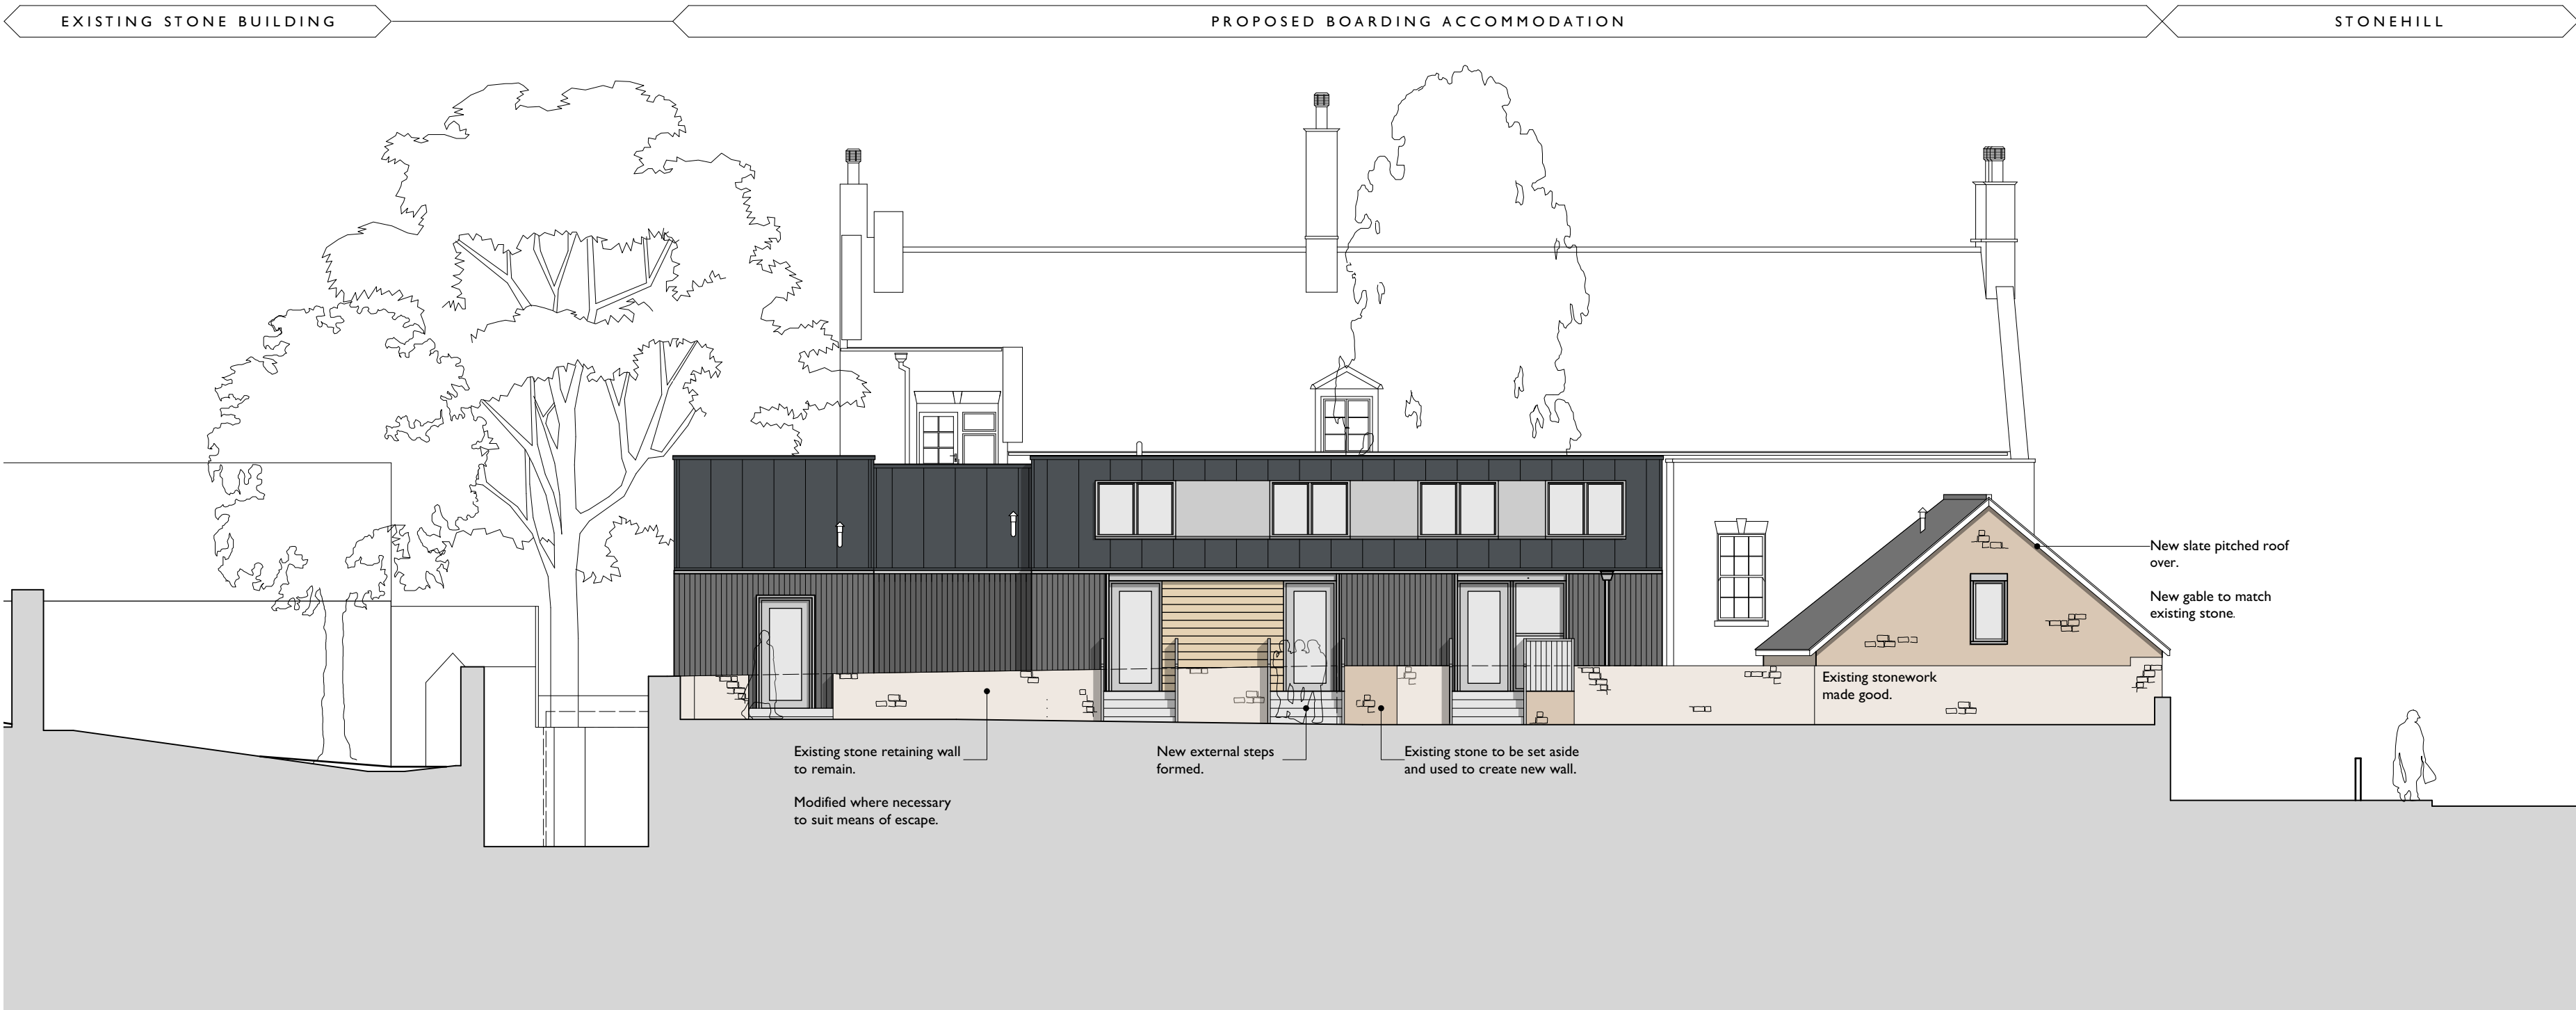 EXISTING STONE BUILDING
PROPOSED BOARDING ACCOMMODATION
STONEHILL
New slate pitched roof
over.
New gable to match
existing stone.
Existing stonework
made good.
Existing stone retaining wall
to remain.
Modified where necessary
to suit means of escape.
New external steps
formed.
Existing stone to be set aside
and used to create new wall.